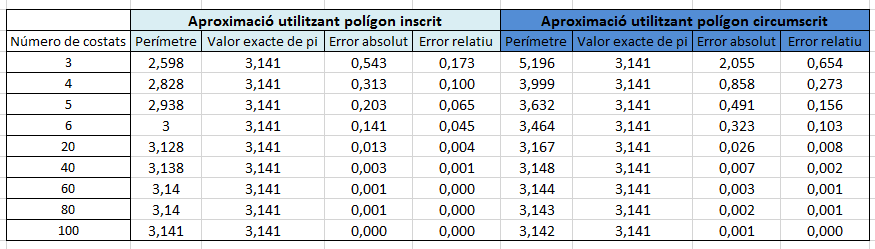 Aproximació utilitzant polígon inscrit Aproximació utilitzant polígon circumscrit
Número de costats Perímetre Valor exacte de pi Error absolut Error relatiu Perímetre Valor exacte de pi Error absolut Error relatiu
3 2,598 3,141 0,543 0,173 5,196 3,141 2,055 0,654
4 2,828 3,141 0,313 0,100 3,999 3,141 0,858 0,273
5 2,938 3,141 0,203 0,065 3,632 3,141 0,491 0,156
6 3 3,141 0,141 0,045 3,464 3,141 0,323 0,103
20 3,128 3,141 0,013 0,004 3,167 3,141 0,026 0,008
40 3,138 3,141 0,003 0,001 3,148 3,141 0,007 0,002
60 3,14 3,141 0,001 0,000 3,144 3,141 0,003 0,001
80 3,14 3,141 0,001 0,000 3,143 3,141 0,002 0,001
100 3,141 3,141 0,000 0,000 3,142 3,141 0,001 0,000